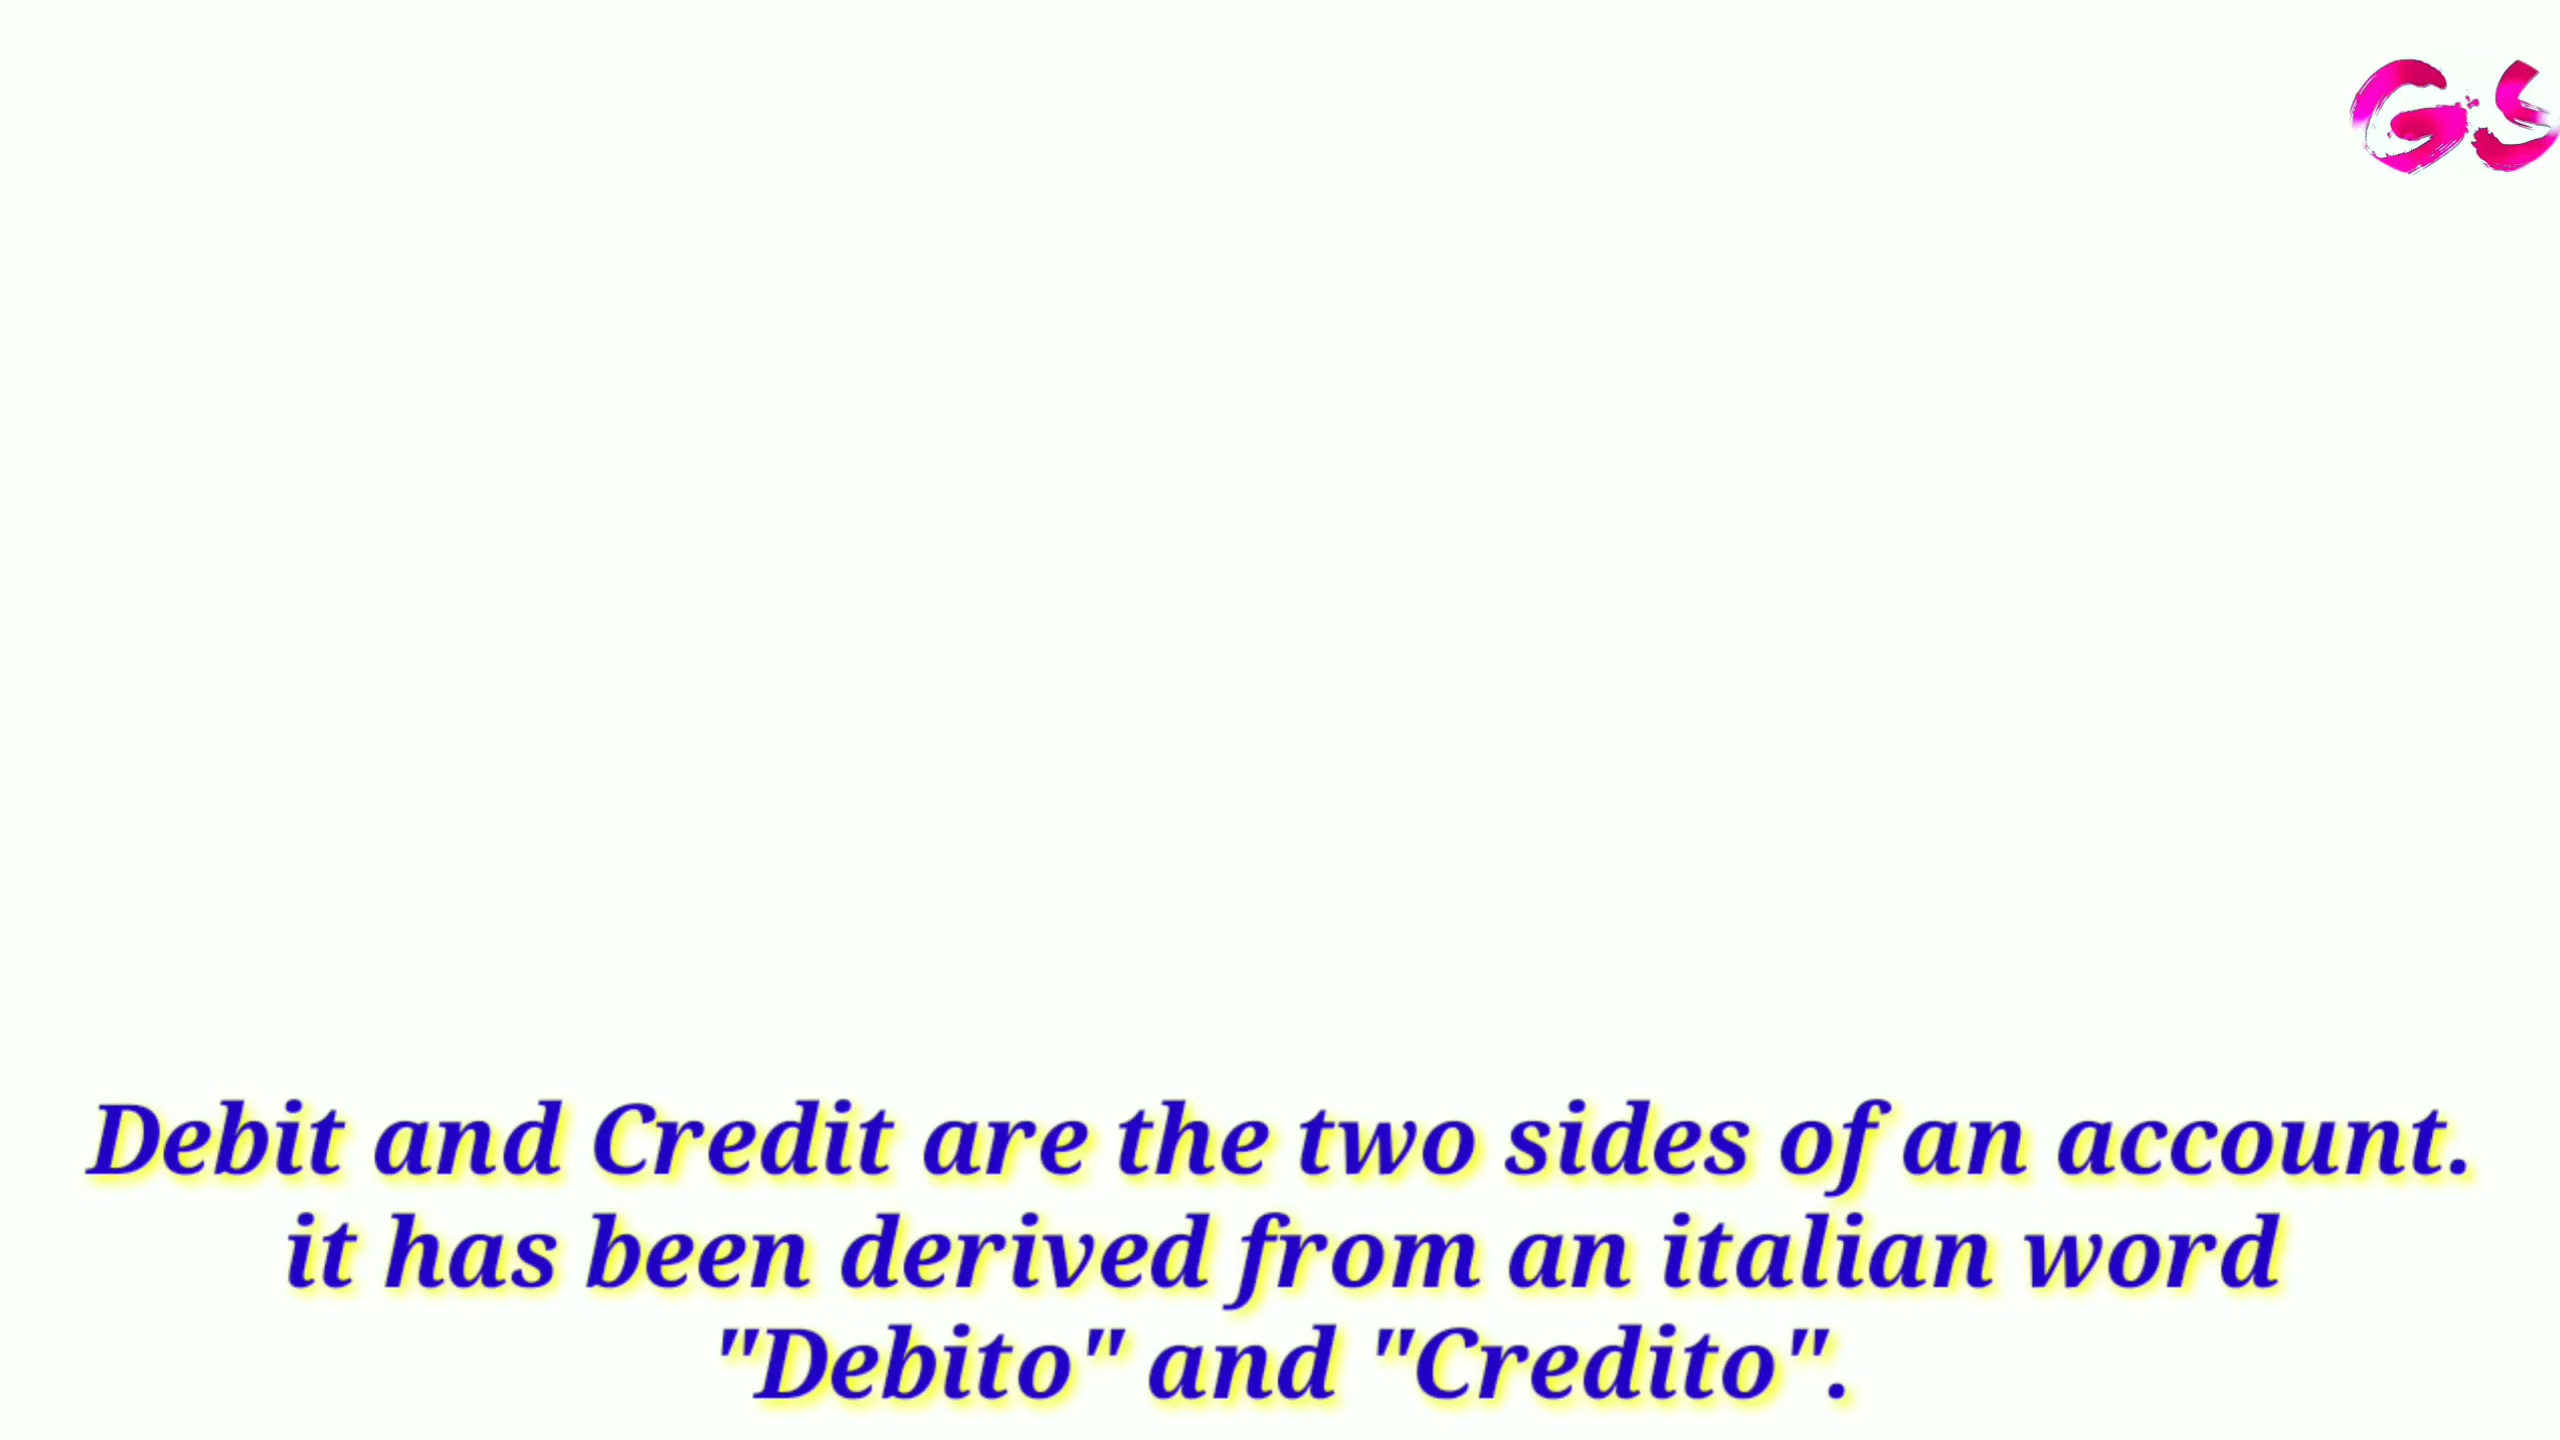 GS
Debit and Credit are the two sides of an account.
it has been derived from an italian word
"Debito" and "Credito".